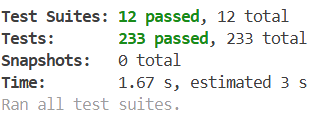 Test Suites: 12 passed, 12 total
Tests: 233 passed, 233 total
Snapshots: 0 total
Time: 1.67 s, estimated 3 s
Ran all test suites.